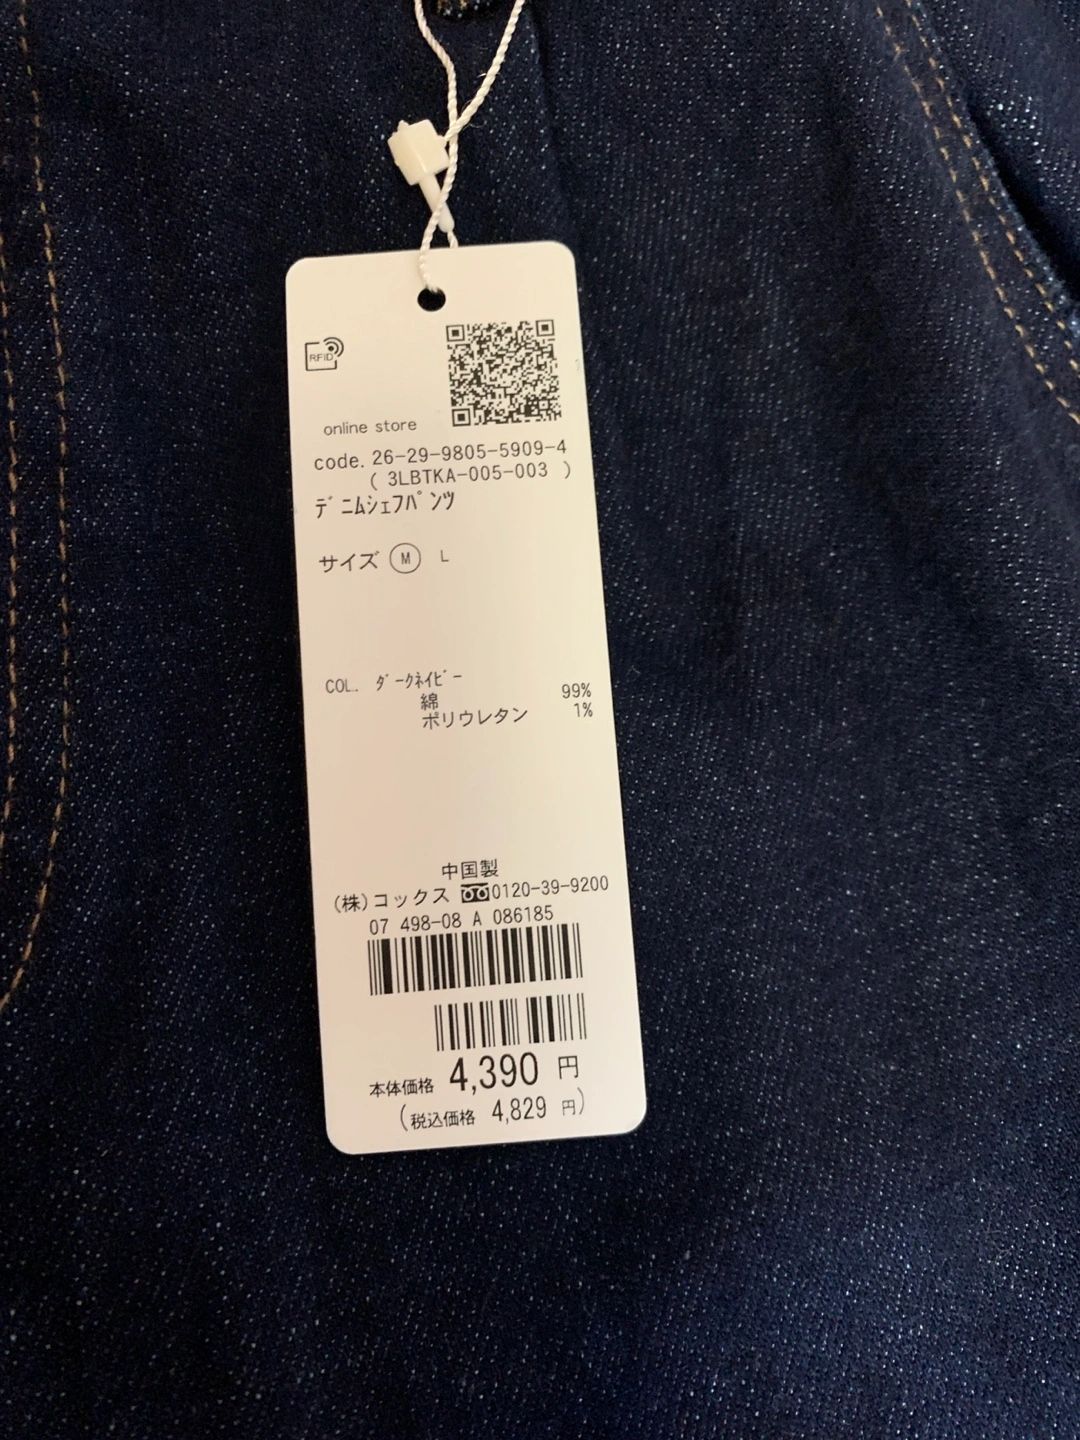 RFID
online store
code. 26-29-9805-5909-4
( 3LBTKA-005-003 )
ﾃﾞﾆﾑｼｪﾌﾊﾟﾝﾂ
サイズ Ⓜ L
COL. ﾀﾞｰｸﾈｲﾋﾞｰ
綿 99%
ポリウレタン 1%
中国製
(株)コックス 0120-39-9200
07 498-08 A 086185
本体価格 4,390 円
(税込価格 4,829 円)